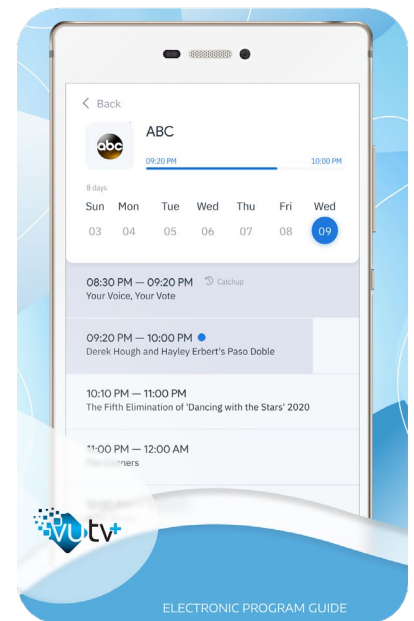 Back
abc
ABC
09:20 PM 10:00 PM
8 days
Sun Mon Tue Wed Thu Fri Wed
03 04 05 06 07 08 09
08:30 PM — 09:20 PM Catchup
Your Voice, Your Vote
09:20 PM — 10:00 PM
Derek Hough and Hayley Erbert's Paso Doble
10:10 PM — 11:00 PM
The Fifth Elimination of 'Dancing with the Stars' 2020
11:00 PM — 12:00 AM
vutv+
ELECTRONIC PROGRAM GUIDE